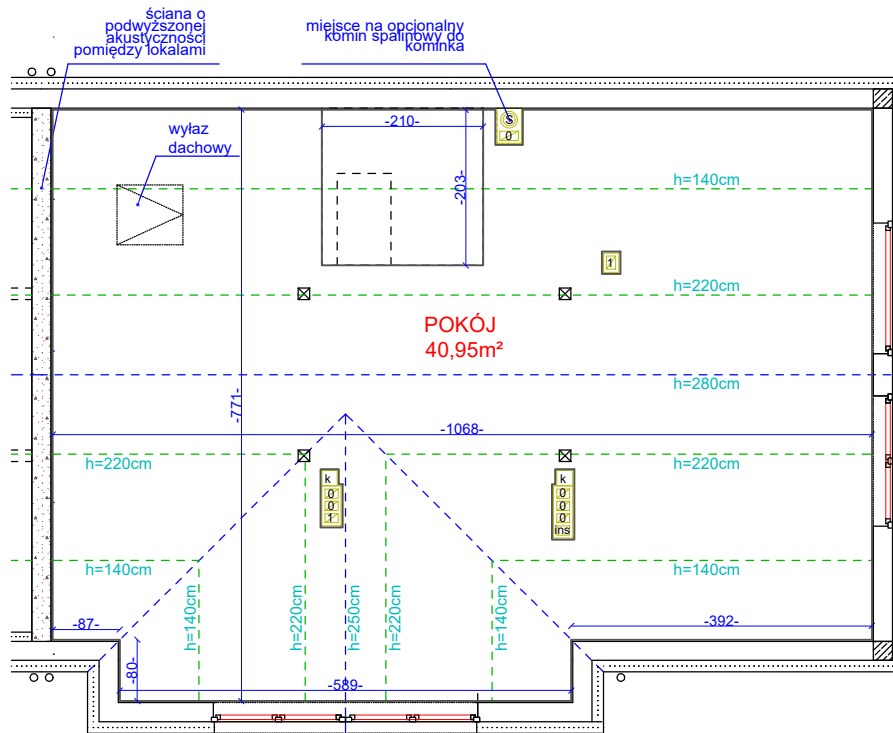 ściana o
podwyższonej
akustyczności
pomiędzy lokalami
miejsce na opcjonalny
komin spalinowy do
kominka
wyłaz
dachowy
-210-
S
0
-203-
h=140cm
1
h=220cm
POKÓJ
40,95m²
h=280cm
-771-
-1068-
h=220cm
h=220cm
k
0
0
1
k
0
0
0
ins
h=140cm
h=140cm
h=140cm
h=220cm
h=250cm
h=220cm
h=140cm
-87-
-392-
-80-
-589-